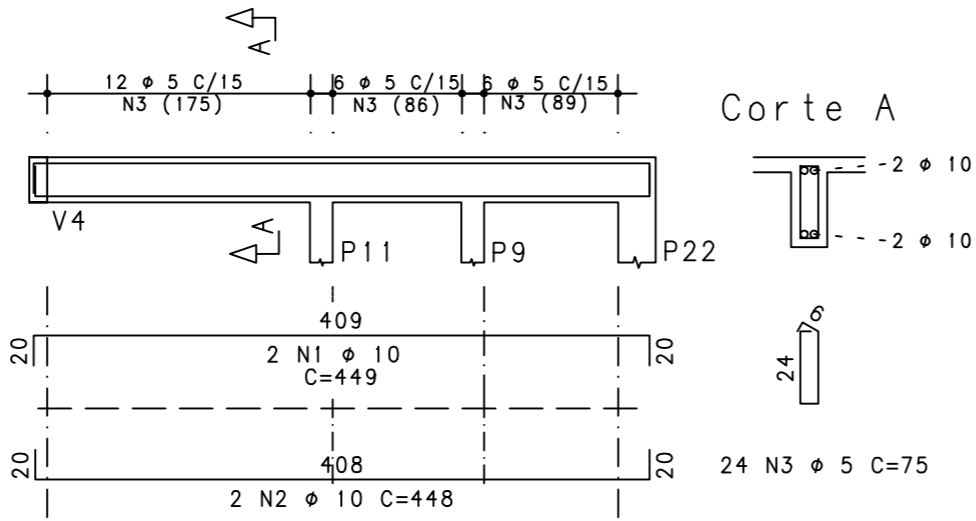 A
12 ϕ 5 C/15
N3 (175)
6 ϕ 5 C/15
N3 (86)
6 ϕ 5 C/15
N3 (89)
Corte A
2 ϕ 10
2 ϕ 10
V4
A
P11
P9
P22
409
20
20
2 N1 ϕ 10
C=449
6
24
408
20
20
2 N2 ϕ 10 C=448
24 N3 ϕ 5 C=75